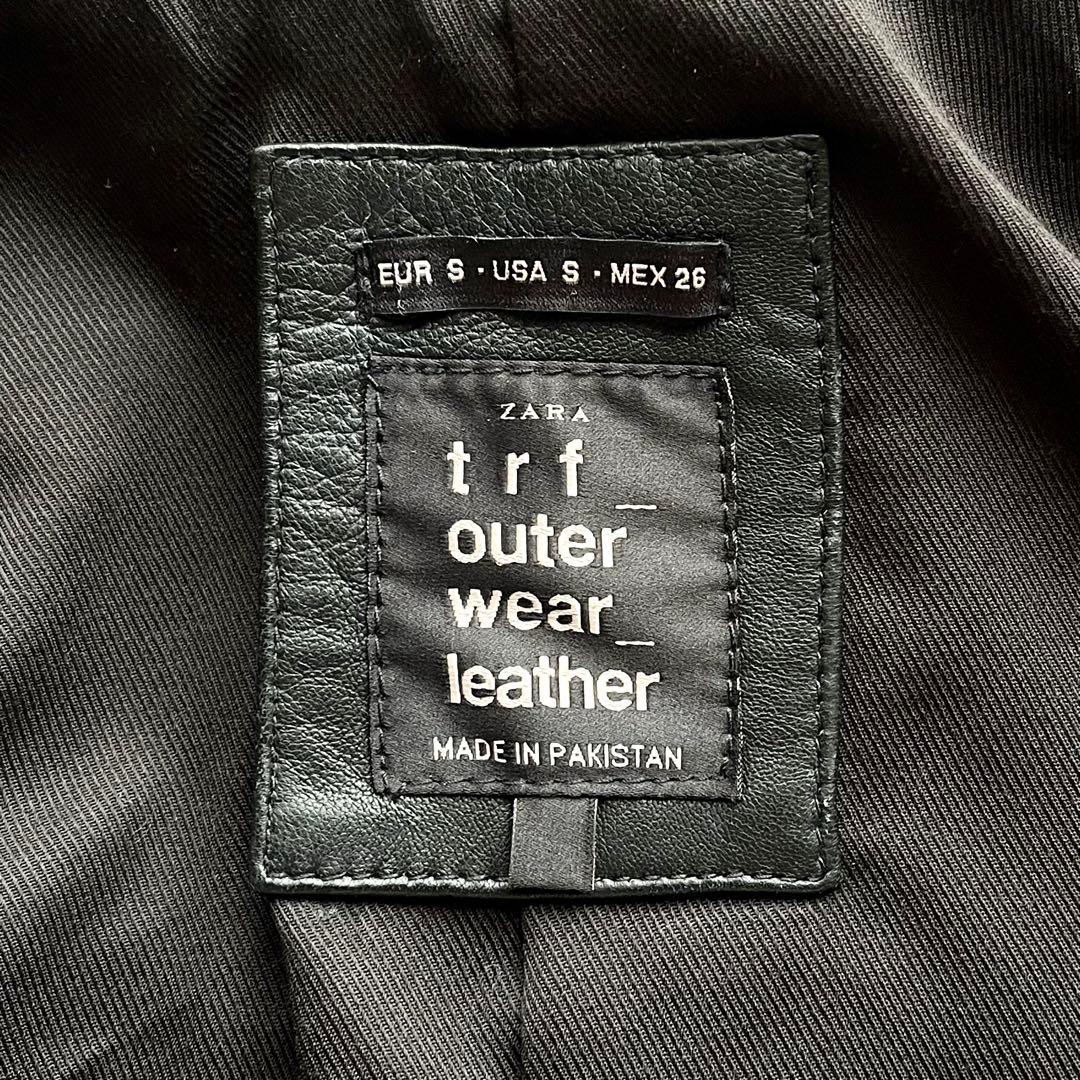 EUR S · USA S · MEX 26
ZARA
trf_
outer
wear_
leather
MADE IN PAKISTAN